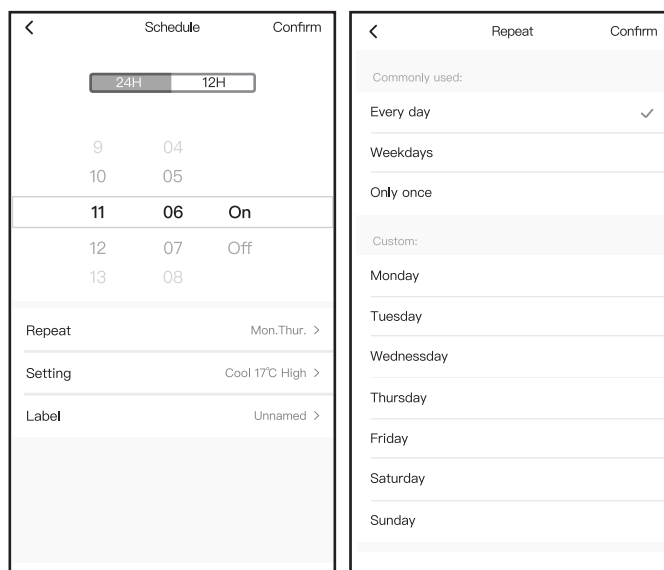 Schedule Confirm
24H 12H
9 04
10 05
11 06 On
12 07 Off
13 08
Repeat Mon.Thur. >
Setting Cool 17℃ High >
Label Unnamed >
Repeat Confirm
Commonly used:
Every day
Weekdays
Only once
Custom:
Monday
Tuesday
Wednessday
Thursday
Friday
Saturday
Sunday